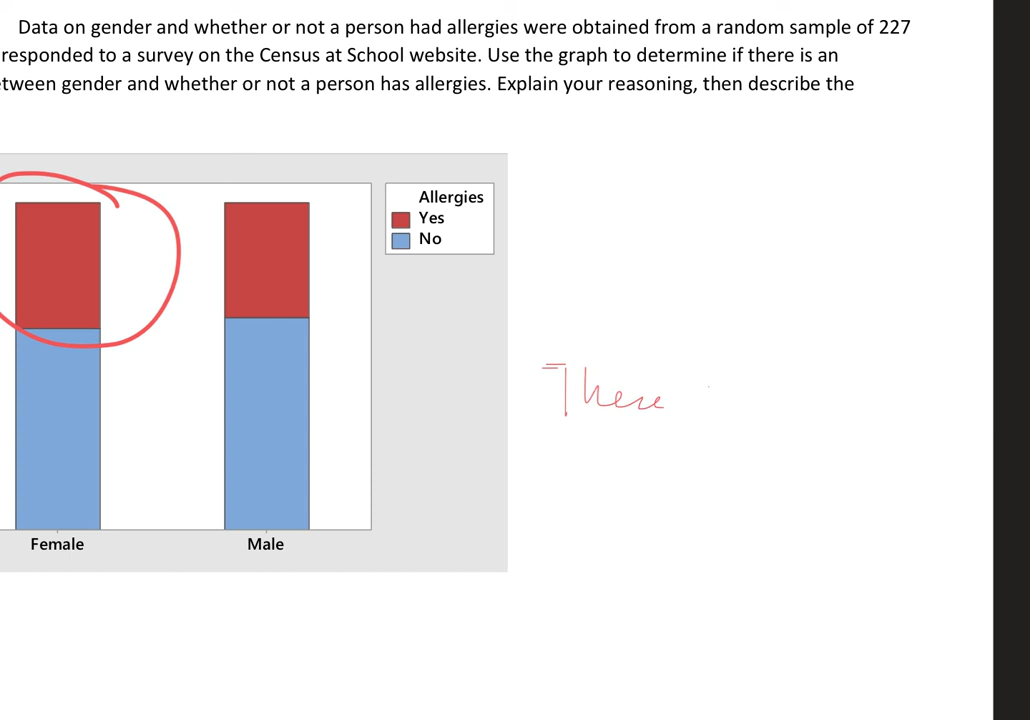 Data on gender and whether or not a person had allergies were obtained from a random sample of 227
responded to a survey on the Census at School website. Use the graph to determine if there is an
tween gender and whether or not a person has allergies. Explain your reasoning, then describe the
Allergies
Yes
No
There
Female
Male